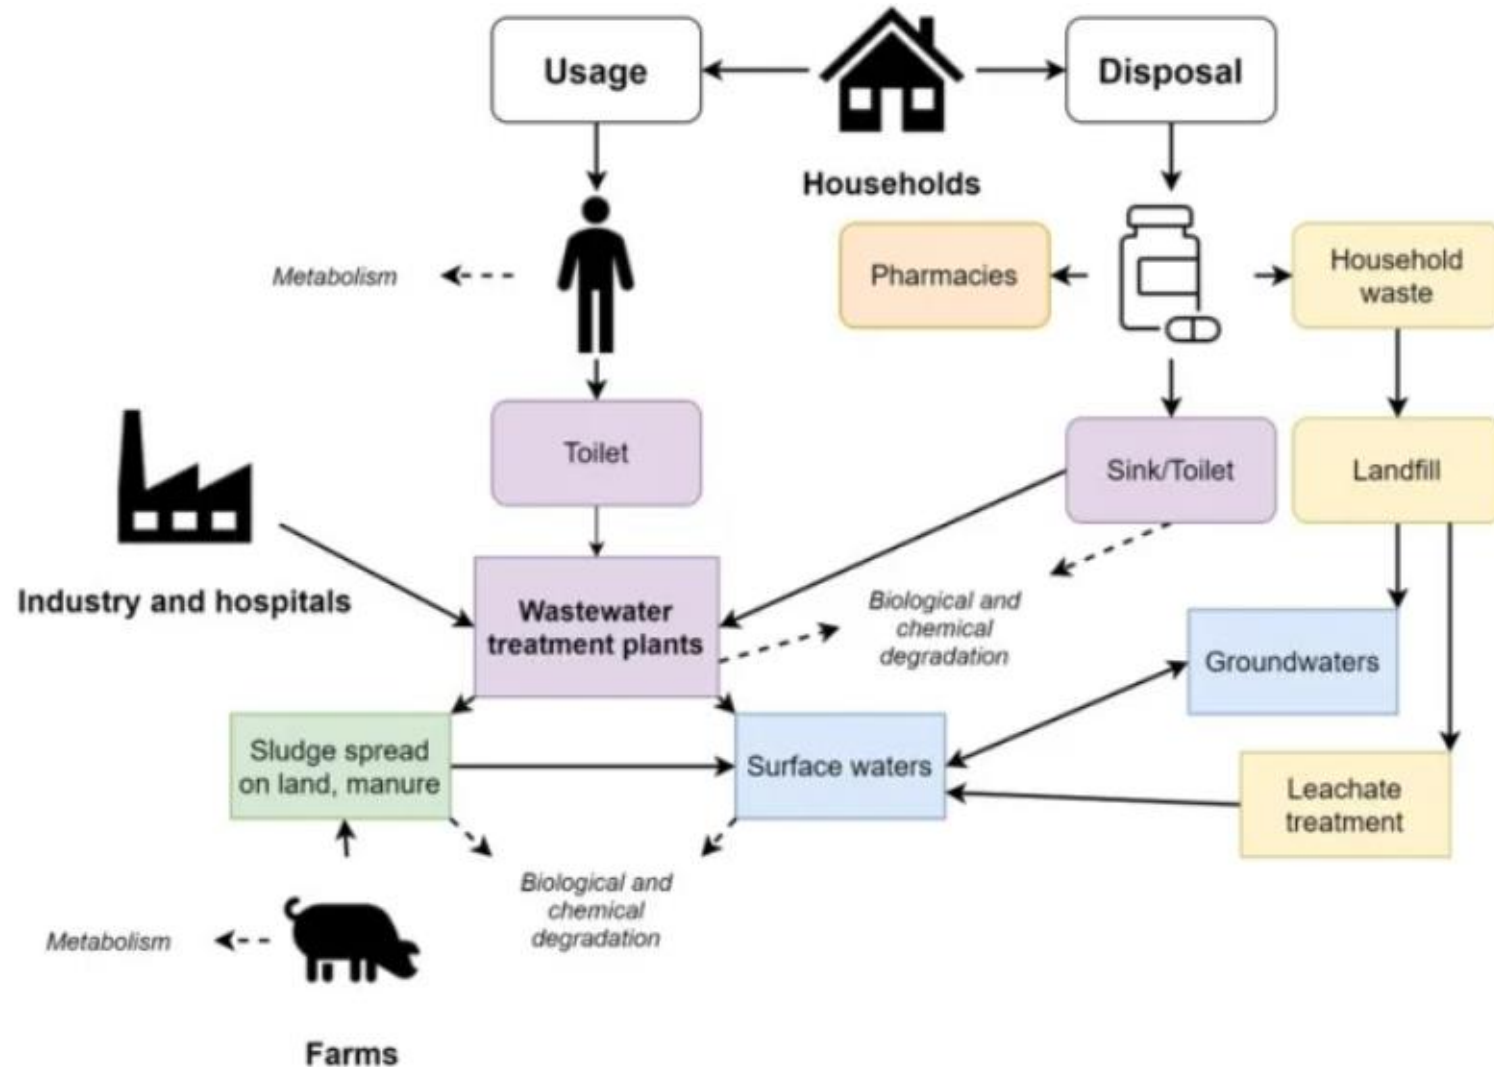 Usage
Disposal
Households
Metabolism
Pharmacies
Household
waste
Toilet
Sink/Toilet
Landfill
Industry and hospitals
Wastewater
treatment plants
Biological and
chemical
degradation
Groundwaters
Sludge spread
on land, manure
Surface waters
Leachate
treatment
Biological and
chemical
degradation
Metabolism
Farms